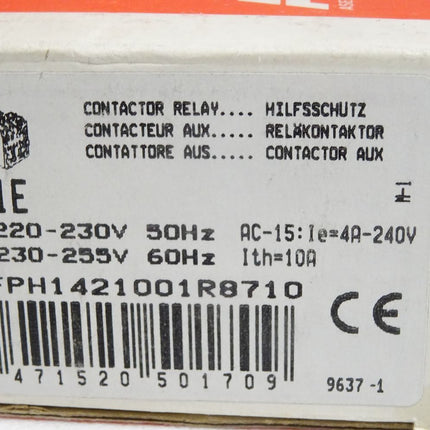 CONTACTOR RELAY.... HILFSSCHUTZ
CONTACTEUR AUX..... RELÄKONTAKTOR
CONTATTORE AUS..... CONTACTOR AUX
1E
220-230V 50Hz AC-15:Ie=4A-240V
230-255V 60Hz Ith=10A
FPH1421001R8710
CE
471520 501709
9637-1